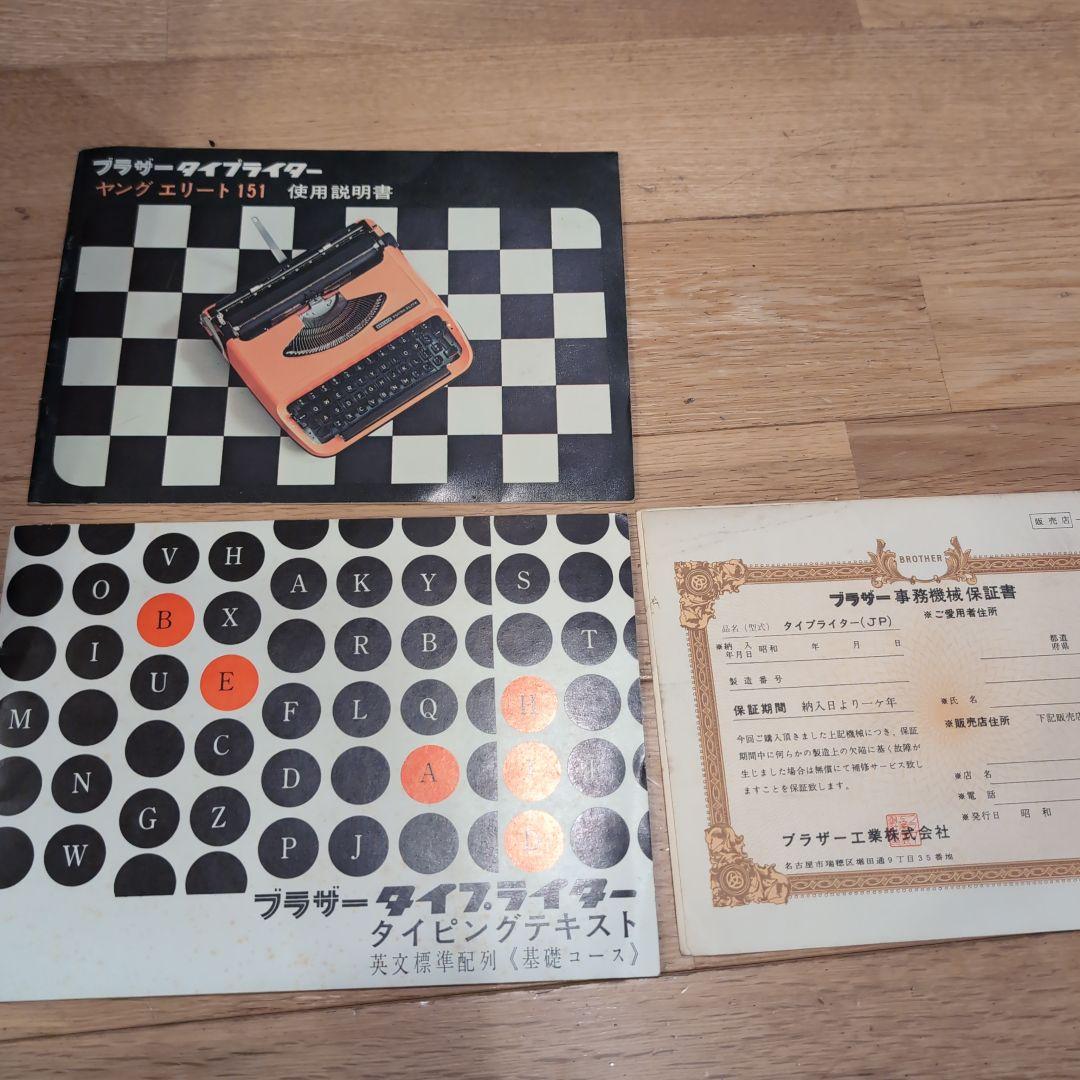 ブラザータイプライター
ヤング エリート 151 使用説明書
V H
O A K Y S
B X
I R B T
U E
M F L Q H
C
N D A
G Z
W P J D
ブラザー タイプライター
タイピングテキスト
英文標準配列《基礎コース》
販売店
BROTHER
ブラザー 事務機械保証書
※ご愛用者住所
品名(型式) タイプライター(JP)
※納入年月日 昭和 年 月 日
都道府県
製造番号
※氏名
保証期間 納入日より一ヶ年
※販売店住所 下記販売店
今回ご購入頂きました上記機械につき、保証
期間中に何らかの製造上の欠陥に基く故障が
生じました場合は無償にて補修サービス致し
ますことを保証致します。
※店名
※電話
※発行日 昭和
ブラザー工業株式会社
名古屋市瑞穂区堀田通9丁目35番地